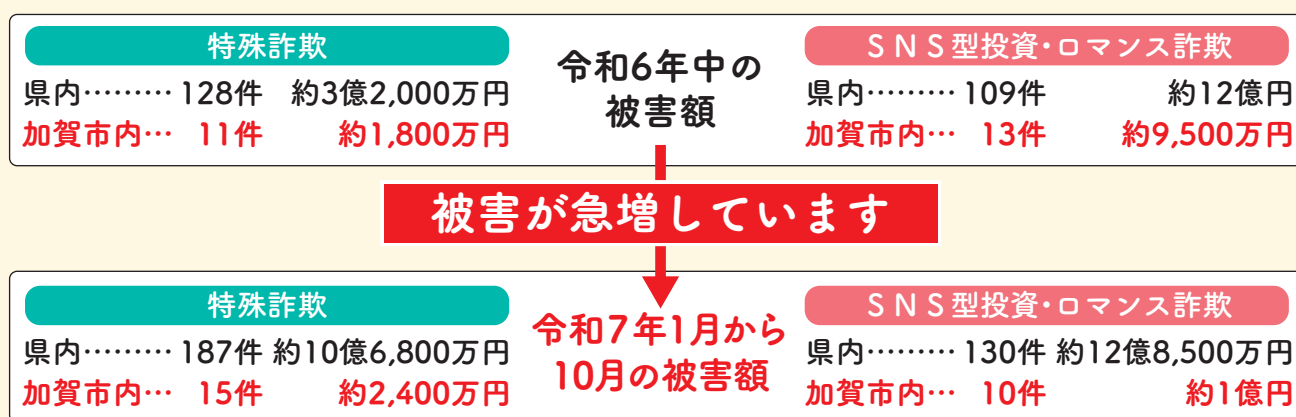 特殊詐欺
県内……… 128件 約3億2,000万円
加賀市内… 11件 約1,800万円
令和6年中の
被害額
SNS型投資・ロマンス詐欺
県内……… 109件 約12億円
加賀市内… 13件 約9,500万円
被害が急増しています
特殊詐欺
県内……… 187件 約10億6,800万円
加賀市内… 15件 約2,400万円
令和7年1月から
10月の被害額
SNS型投資・ロマンス詐欺
県内……… 130件 約12億8,500万円
加賀市内… 10件 約1億円